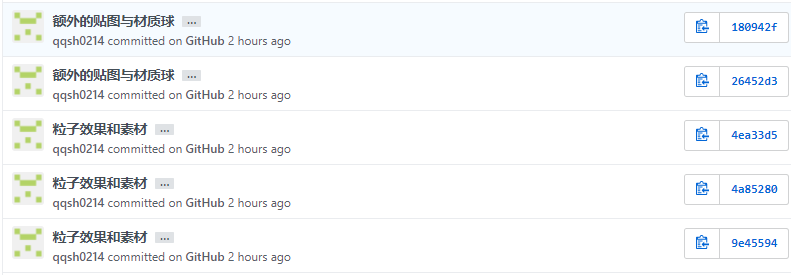 额外的贴图与材质球 ...
qqsh0214 committed on GitHub 2 hours ago
180942f
额外的贴图与材质球 ...
qqsh0214 committed on GitHub 2 hours ago
26452d3
粒子效果和素材 ...
qqsh0214 committed on GitHub 2 hours ago
4ea33d5
粒子效果和素材 ...
qqsh0214 committed on GitHub 2 hours ago
4a85280
粒子效果和素材 ...
qqsh0214 committed on GitHub 2 hours ago
9e45594